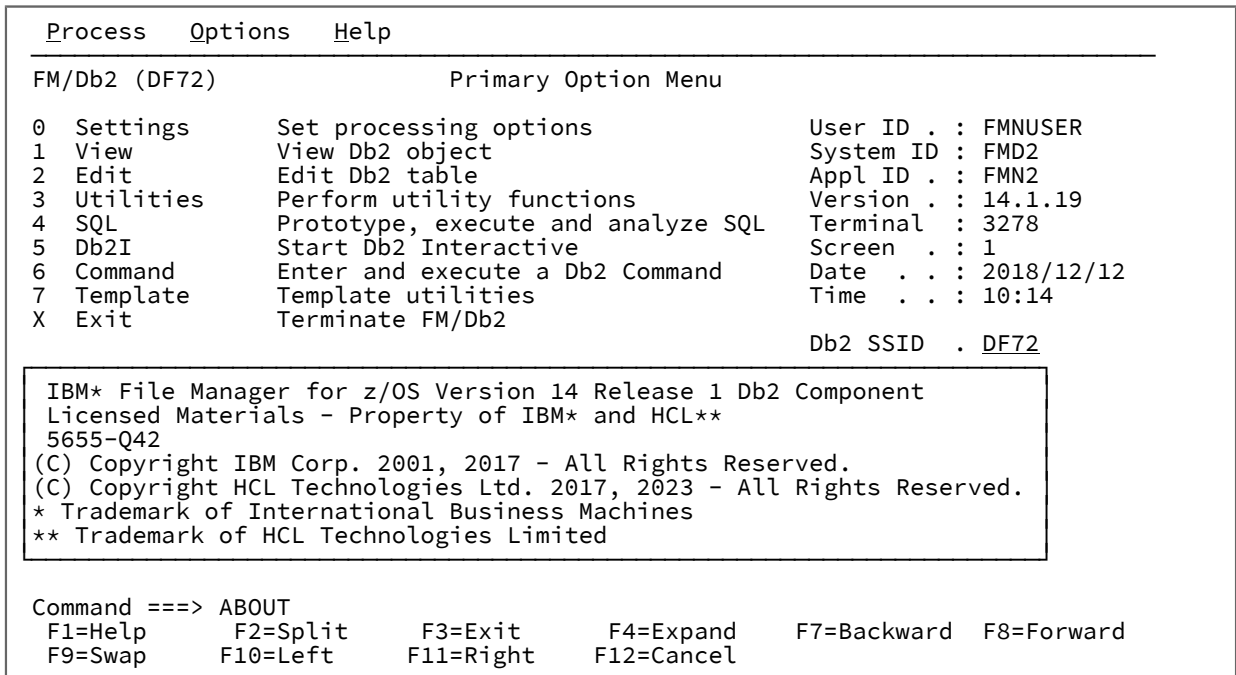 Process   Options   Help
FM/Db2 (DF72)                Primary Option Menu
0  Settings      Set processing options               User ID . : FMNUSER
1  View          View Db2 object                      System ID : FMD2
2  Edit          Edit Db2 table                       Appl ID . : FMN2
3  Utilities     Perform utility functions            Version . : 14.1.19
4  SQL           Prototype, execute and analyze SQL   Terminal  : 3278
5  Db2I          Start Db2 Interactive                Screen  . : 1
6  Command       Enter and execute a Db2 Command      Date  . . : 2018/12/12
7  Template      Template utilities                   Time  . . : 10:14
X  Exit          Terminate FM/Db2
Db2 SSID  . DF72
IBM* File Manager for z/OS Version 14 Release 1 Db2 Component
Licensed Materials - Property of IBM* and HCL**
5655-Q42
(C) Copyright IBM Corp. 2001, 2017 - All Rights Reserved.
(C) Copyright HCL Technologies Ltd. 2017, 2023 - All Rights Reserved.
* Trademark of International Business Machines
** Trademark of HCL Technologies Limited
Command ===> ABOUT
F1=Help      F2=Split     F3=Exit      F4=Expand    F7=Backward  F8=Forward
F9=Swap     F10=Left     F11=Right    F12=Cancel